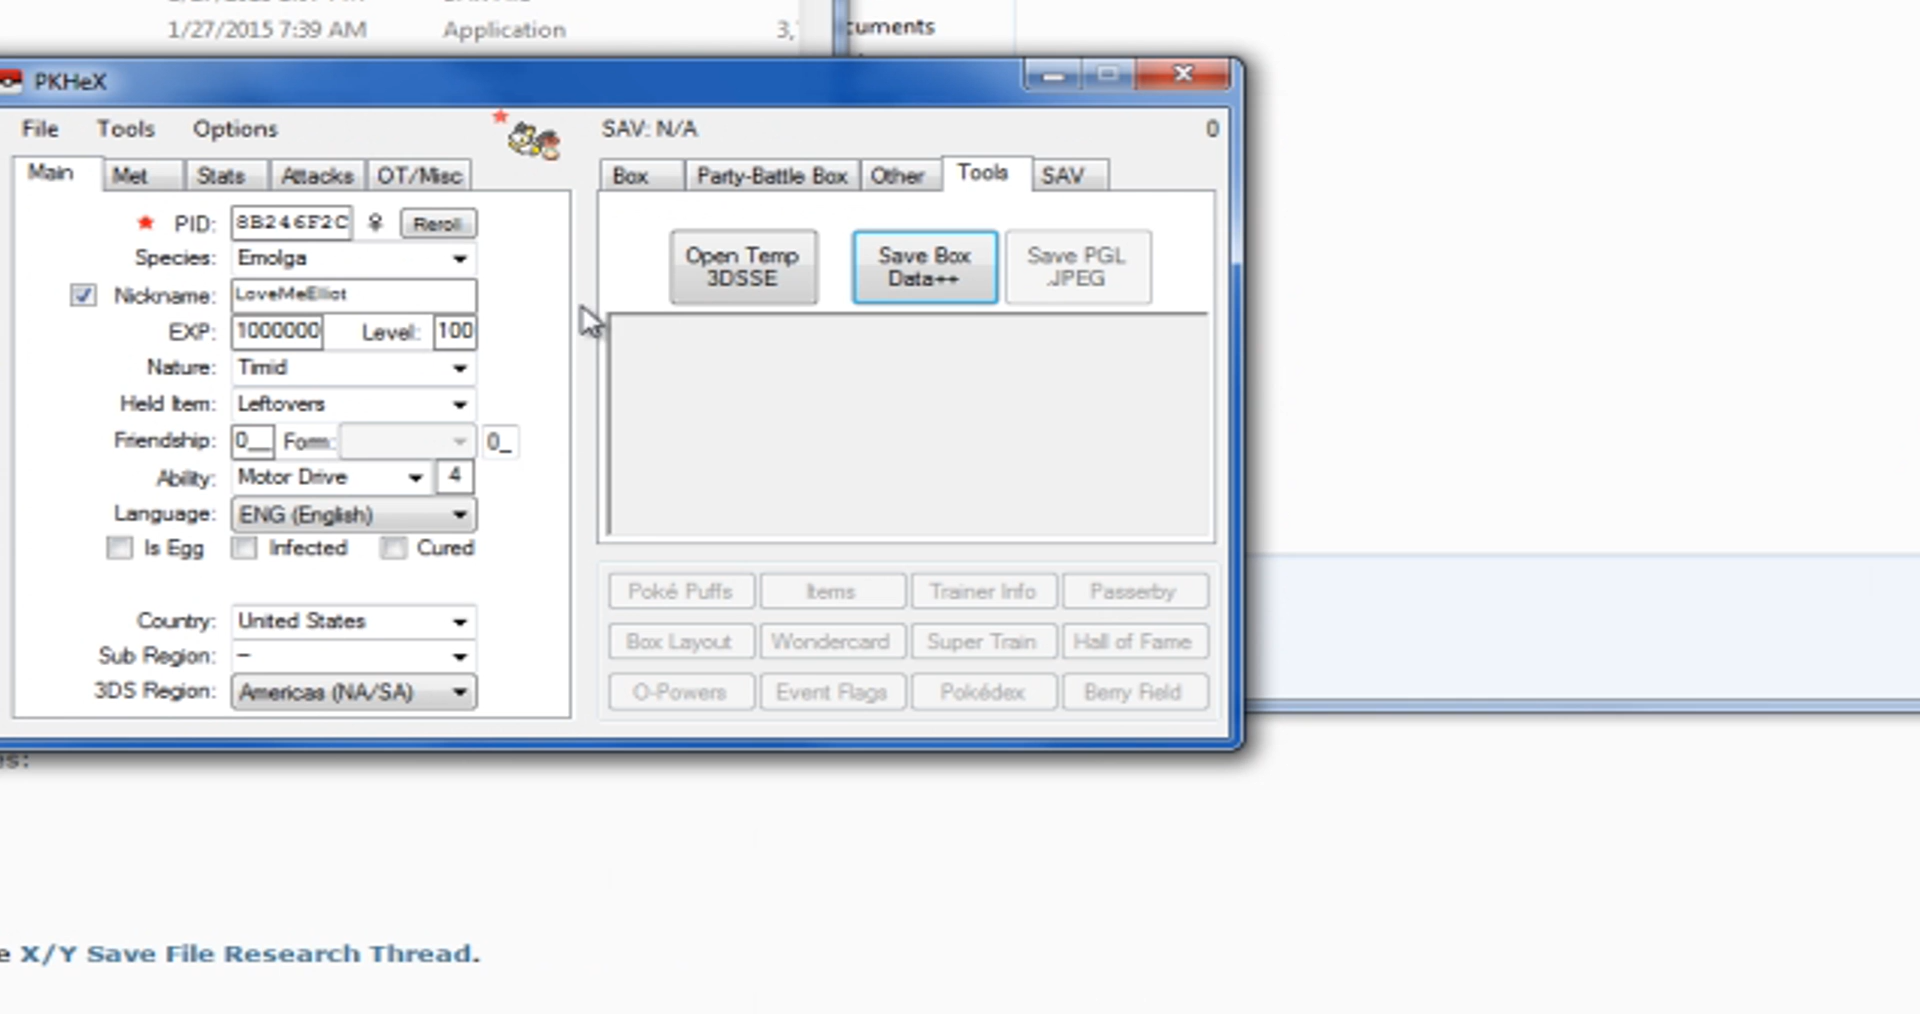 1/27/2015 7:39 AM Application 3,
cuments
PKHeX
File Tools Options SAV: N/A 0
Main Met Stats Attacks OT/Misc Box Party-Battle Box Other Tools SAV
PID: 8B246F2C Reroll
Species: Emolga
Nickname: LoveMeElliot
EXP: 1000000 Level: 100
Nature: Timid
Held Item: Leftovers
Friendship: 0__ Form: 0_
Ability: Motor Drive 4
Language: ENG (English)
Is Egg Infected Cured
Country: United States
Sub Region: —
3DS Region: Americas (NA/SA)
Open Temp
3DSSE
Save Box
Data++
Save PGL
.JPEG
Poké Puffs Items Trainer Info Passerby
Box Layout Wondercard Super Train Hall of Fame
O-Powers Event Flags Pokédex Berry Field
es:
e X/Y Save File Research Thread.